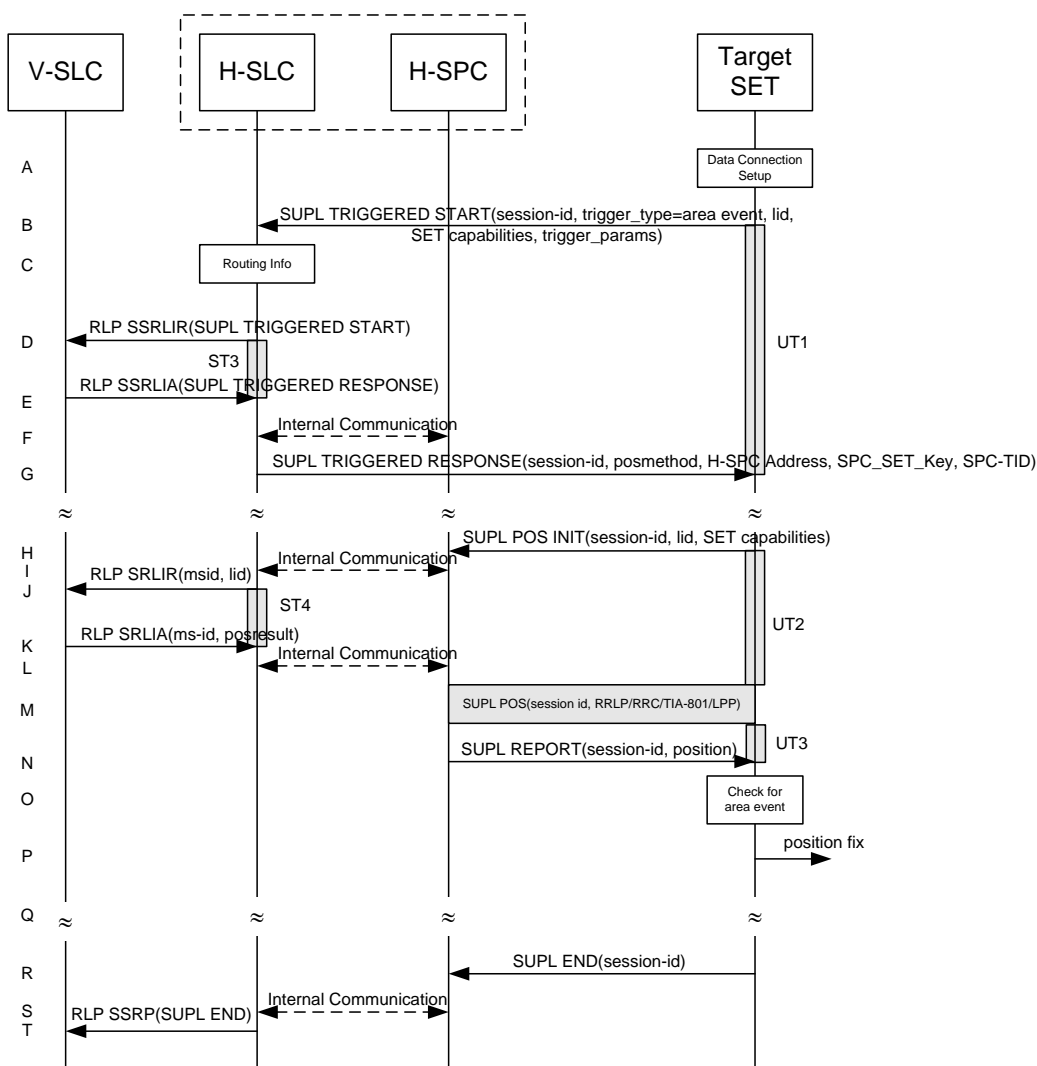 V-SLC
H-SLC
H-SPC
Target
SET
A
Data Connection
Setup
B
SUPL TRIGGERED START(session-id, trigger_type=area event, lid,
SET capabilities, trigger_params)
C
Routing Info
D
RLP SSRLIR(SUPL TRIGGERED START)
ST3
UT1
RLP SSRLIA(SUPL TRIGGERED RESPONSE)
E
F
Internal Communication
G
SUPL TRIGGERED RESPONSE(session-id, posmethod, H-SPC Address, SPC_SET_Key, SPC-TID)
≈ ≈ ≈ ≈
H
SUPL POS INIT(session-id, lid, SET capabilities)
I
Internal Communication
J
RLP SRLIR(msid, lid)
ST4
UT2
K
RLP SRLIA(ms-id, posresult)
L
Internal Communication
M
SUPL POS(session id, RRLP/RRC/TIA-801/LPP)
UT3
N
SUPL REPORT(session-id, position)
O
Check for
area event
P
position fix
Q
≈ ≈ ≈ ≈
R
SUPL END(session-id)
S
Internal Communication
T
RLP SSRP(SUPL END)